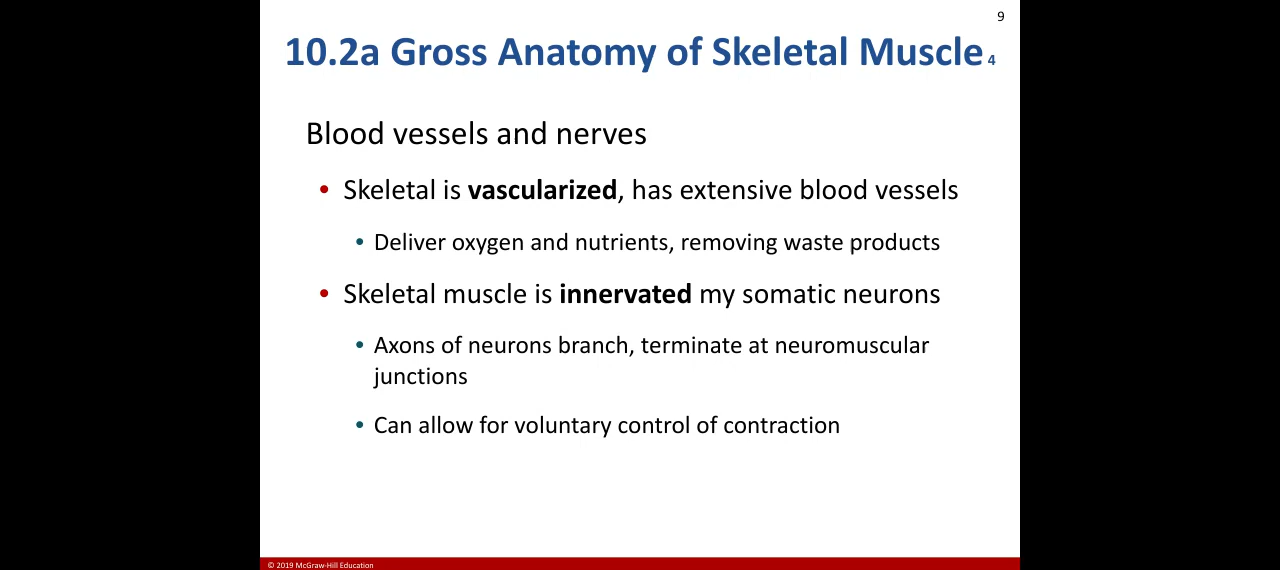 9
10.2a Gross Anatomy of Skeletal Muscle 4
Blood vessels and nerves
• Skeletal is vascularized, has extensive blood vessels
• Deliver oxygen and nutrients, removing waste products
• Skeletal muscle is innervated my somatic neurons
• Axons of neurons branch, terminate at neuromuscular
junctions
• Can allow for voluntary control of contraction
© 2019 McGraw-Hill Education